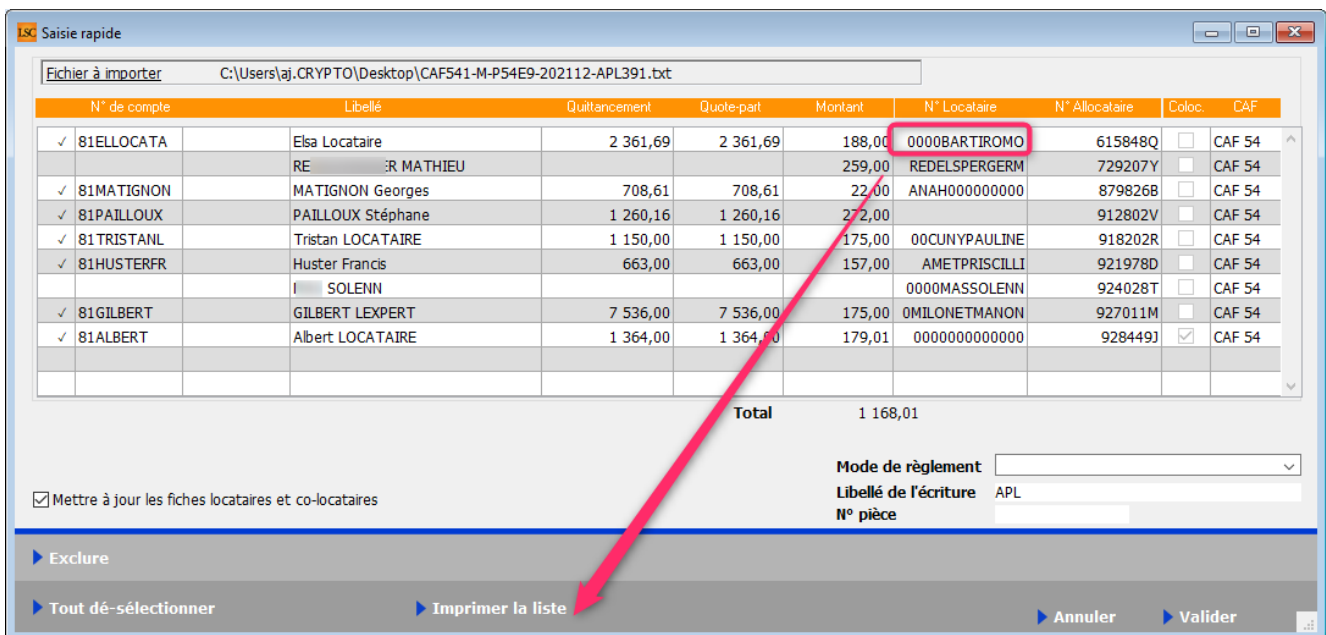 LSC Saisie rapide
Fichier à importer C:\Users\aj.CRYPTO\Desktop\CAF541-M-P54E9-202112-APL391.txt
N° de compte Libellé Quittancement Quote-part Montant N° Locataire N° Allocataire Coloc. CAF
✓ 81ELLOCATA Elsa Locataire 2 361,69 2 361,69 188,00 0000BARTIROMO 615848Q CAF 54
RE ER MATHIEU 259,00 REDELSPERGERM 729207Y CAF 54
✓ 81MATIGNON MATIGNON Georges 708,61 708,61 22,00 ANAH000000000 879826B CAF 54
✓ 81PAILLOUX PAILLOUX Stéphane 1 260,16 1 260,16 272,00 912802V CAF 54
✓ 81TRISTANL Tristan LOCATAIRE 1 150,00 1 150,00 175,00 00CUNYPAULINE 918202R CAF 54
✓ 81HUSTERFR Huster Francis 663,00 663,00 157,00 AMETPRISCILLI 921978D CAF 54
SOLENN 0000MASSOLENN 924028T CAF 54
✓ 81GILBERT GILBERT LEXPERT 7 536,00 7 536,00 175,00 0MILONETMANON 927011M CAF 54
✓ 81ALBERT Albert LOCATAIRE 1 364,00 1 364,00 179,01 0000000000000 928449J CAF 54
Total 1 168,01
Mode de règlement
Mettre à jour les fiches locataires et co-locataires
Libellé de l'écriture APL
N° pièce
Exclure
Tout dé-sélectionner Imprimer la liste Annuler Valider